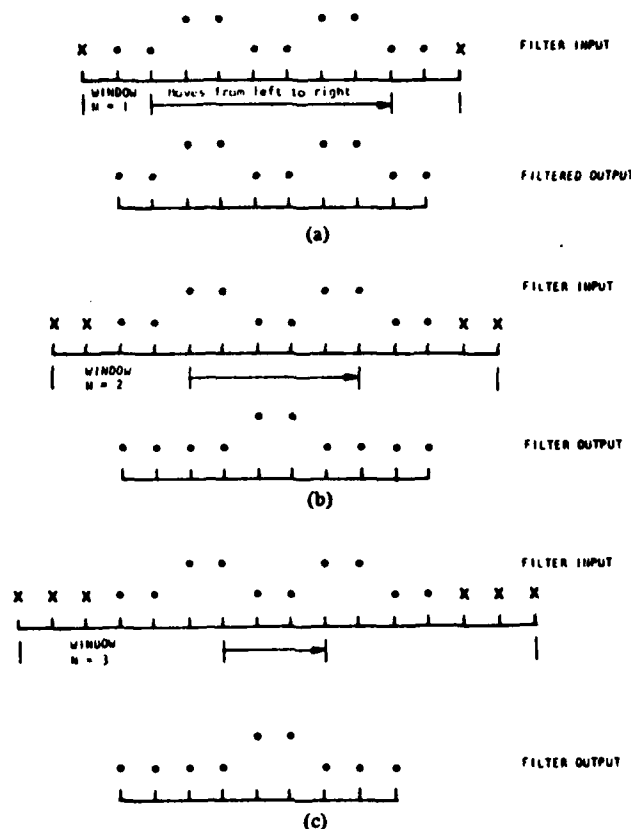 FILTER INPUT
WINDOW Moves from left to right
N = 1
FILTERED OUTPUT
(a)
FILTER INPUT
WINDOW
N = 2
FILTER OUTPUT
(b)
FILTER INPUT
WINDOW
N = 3
FILTER OUTPUT
(c)